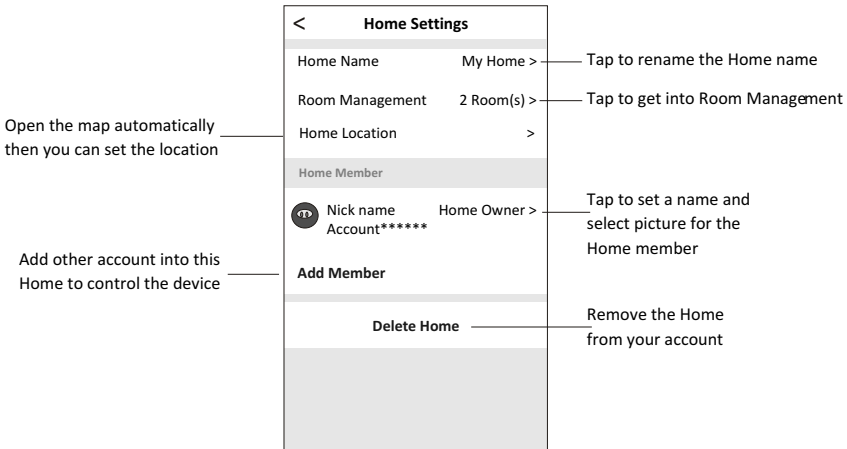 < Home Settings
Home Name My Home >
Tap to rename the Home name
Room Management 2 Room(s) >
Tap to get into Room Management
Open the map automatically
then you can set the location
Home Location >
Home Member
Nick name Home Owner >
Account******
Tap to set a name and
select picture for the
Home member
Add other account into this
Home to control the device
Add Member
Delete Home
Remove the Home
from your account